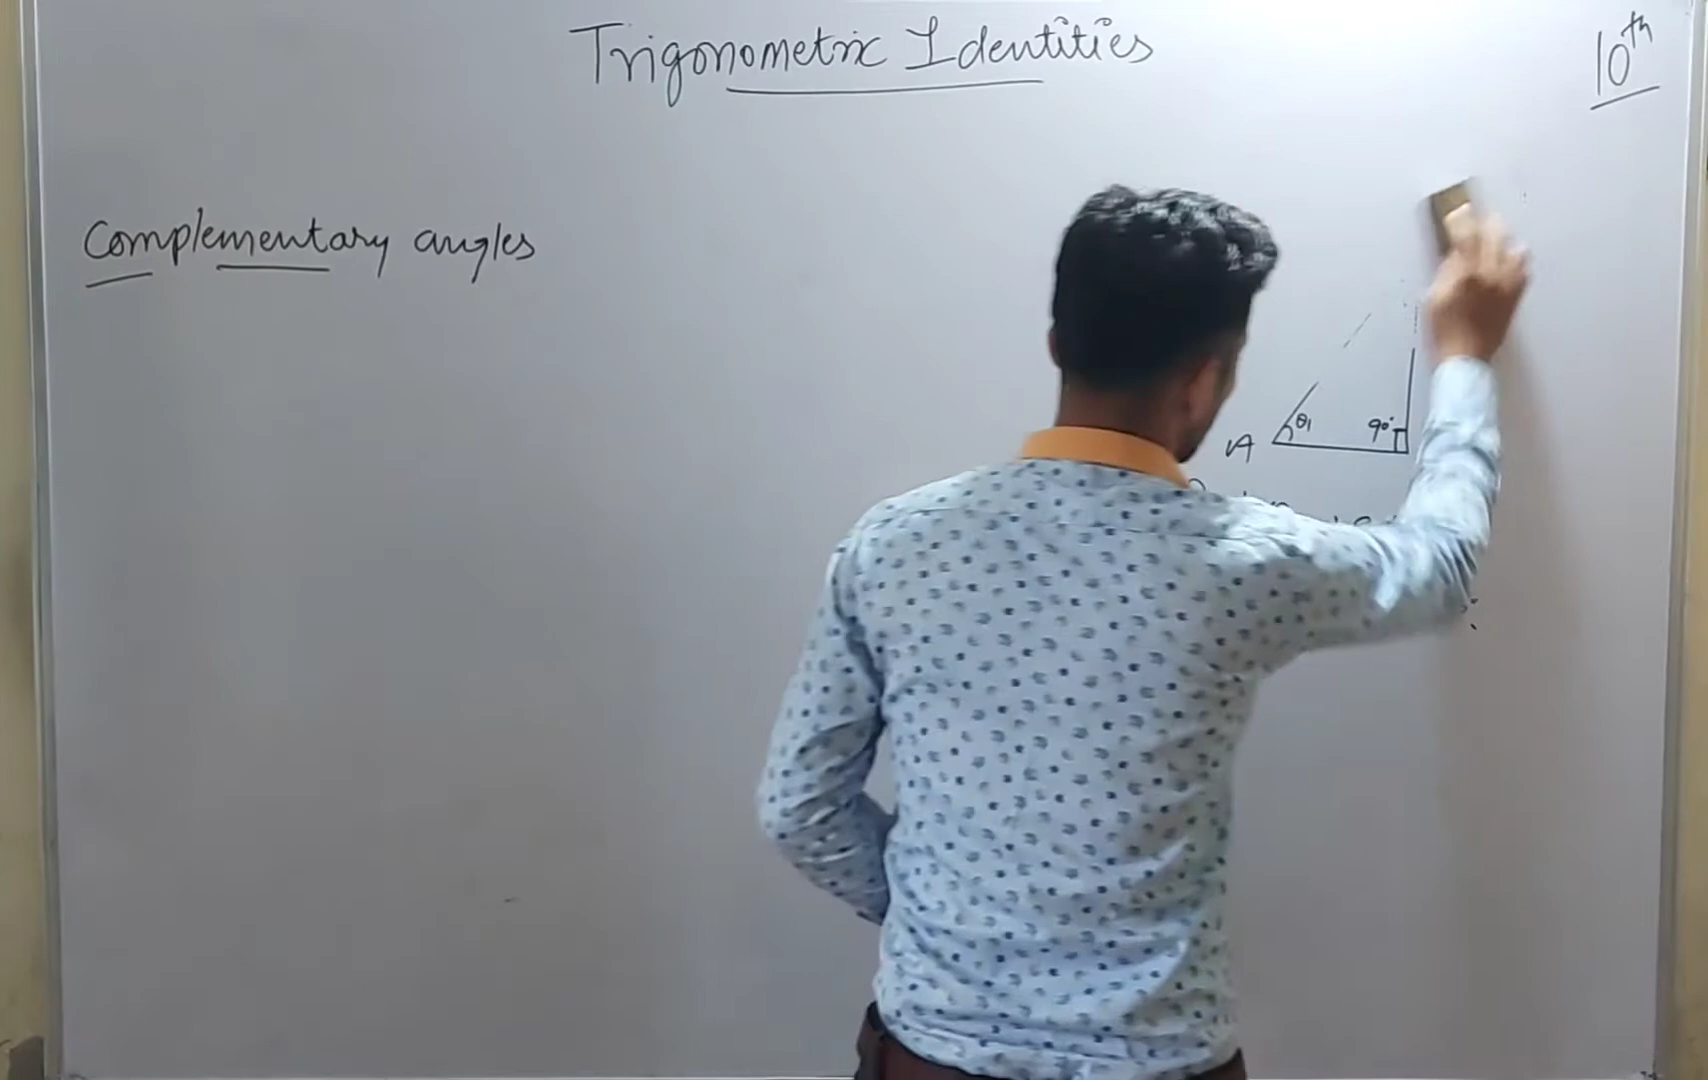 Trigonometric Identities
10th
Complementary angles
θ1
90°
A